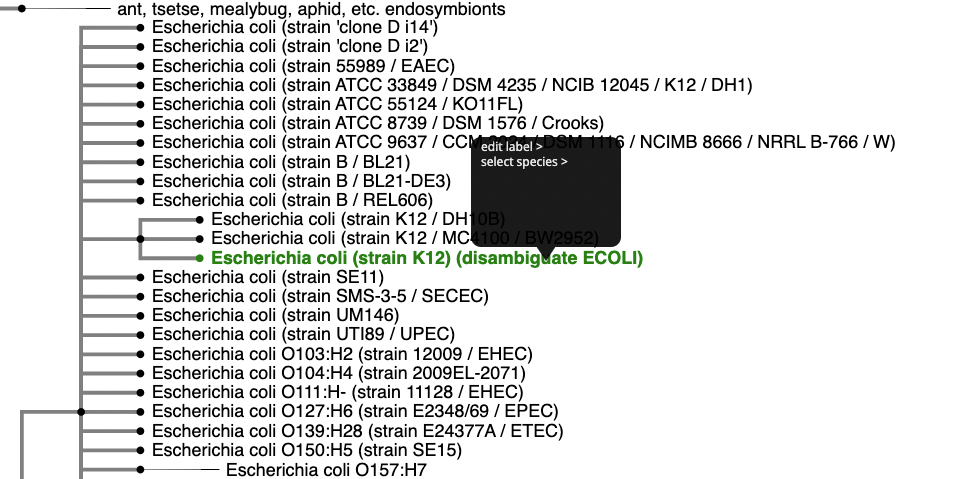 ant, tsetse, mealybug, aphid, etc. endosymbionts
Escherichia coli (strain 'clone D i14')
Escherichia coli (strain 'clone D i2')
Escherichia coli (strain 55989 / EAEC)
Escherichia coli (strain ATCC 33849 / DSM 4235 / NCIB 12045 / K12 / DH1)
Escherichia coli (strain ATCC 55124 / KO11FL)
Escherichia coli (strain ATCC 8739 / DSM 1576 / Crooks)
Escherichia coli (strain ATCC 9637 / CCM / DSM 1116 / NCIMB 8666 / NRRL B-766 / W)
edit label >
select species >
Escherichia coli (strain B / BL21)
Escherichia coli (strain B / BL21-DE3)
Escherichia coli (strain B / REL606)
Escherichia coli (strain K12 / DH10B)
Escherichia coli (strain K12 / MC4100 / BW2952)
Escherichia coli (strain K12) (disambiguate ECOLI)
Escherichia coli (strain SE11)
Escherichia coli (strain SMS-3-5 / SECEC)
Escherichia coli (strain UM146)
Escherichia coli (strain UTI89 / UPEC)
Escherichia coli O103:H2 (strain 12009 / EHEC)
Escherichia coli O104:H4 (strain 2009EL-2071)
Escherichia coli O111:H- (strain 11128 / EHEC)
Escherichia coli O127:H6 (strain E2348/69 / EPEC)
Escherichia coli O139:H28 (strain E24377A / ETEC)
Escherichia coli O150:H5 (strain SE15)
Escherichia coli O157:H7